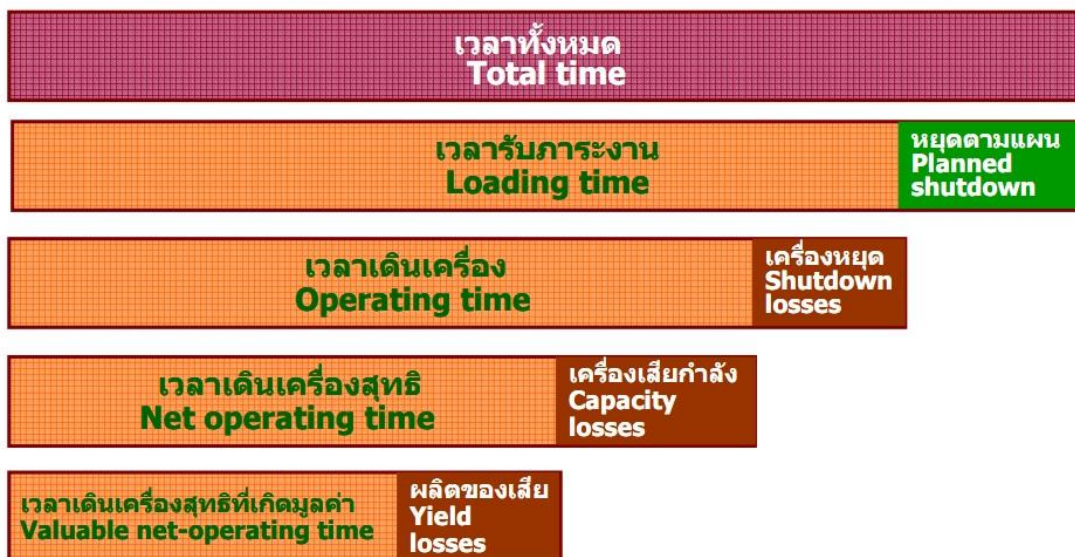 เวลาทั้งหมด
Total time
เวลารับภาระงาน
Loading time
หยุดตามแผน
Planned
shutdown
เวลาเดินเครื่อง
Operating time
เครื่องหยุด
Shutdown
losses
เวลาเดินเครื่องสุทธิ
Net operating time
เครื่องเสียกำลัง
Capacity
losses
เวลาเดินเครื่องสุทธิที่เกิดมูลค่า
Valuable net-operating time
ผลิตของเสีย
Yield
losses